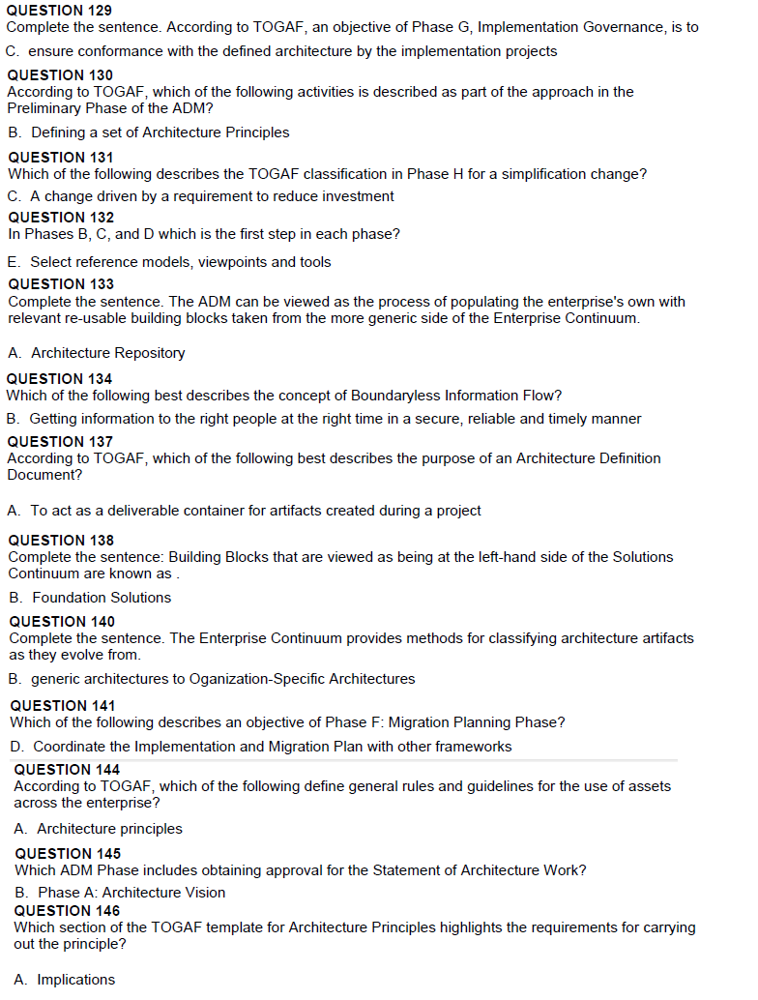 QUESTION 129
Complete the sentence. According to TOGAF, an objective of Phase G, Implementation Governance, is to
C. ensure conformance with the defined architecture by the implementation projects
QUESTION 130
According to TOGAF, which of the following activities is described as part of the approach in the
Preliminary Phase of the ADM?
B. Defining a set of Architecture Principles
QUESTION 131
Which of the following describes the TOGAF classification in Phase H for a simplification change?
C. A change driven by a requirement to reduce investment
QUESTION 132
In Phases B, C, and D which is the first step in each phase?
E. Select reference models, viewpoints and tools
QUESTION 133
Complete the sentence. The ADM can be viewed as the process of populating the enterprise's own with
relevant re-usable building blocks taken from the more generic side of the Enterprise Continuum.
A. Architecture Repository
QUESTION 134
Which of the following best describes the concept of Boundaryless Information Flow?
B. Getting information to the right people at the right time in a secure, reliable and timely manner
QUESTION 137
According to TOGAF, which of the following best describes the purpose of an Architecture Definition
Document?
A. To act as a deliverable container for artifacts created during a project
QUESTION 138
Complete the sentence: Building Blocks that are viewed as being at the left-hand side of the Solutions
Continuum are known as .
B. Foundation Solutions
QUESTION 140
Complete the sentence. The Enterprise Continuum provides methods for classifying architecture artifacts
as they evolve from.
B. generic architectures to Oganization-Specific Architectures
QUESTION 141
Which of the following describes an objective of Phase F: Migration Planning Phase?
D. Coordinate the Implementation and Migration Plan with other frameworks
QUESTION 144
According to TOGAF, which of the following define general rules and guidelines for the use of assets
across the enterprise?
A. Architecture principles
QUESTION 145
Which ADM Phase includes obtaining approval for the Statement of Architecture Work?
B. Phase A: Architecture Vision
QUESTION 146
Which section of the TOGAF template for Architecture Principles highlights the requirements for carrying
out the principle?
A. Implications